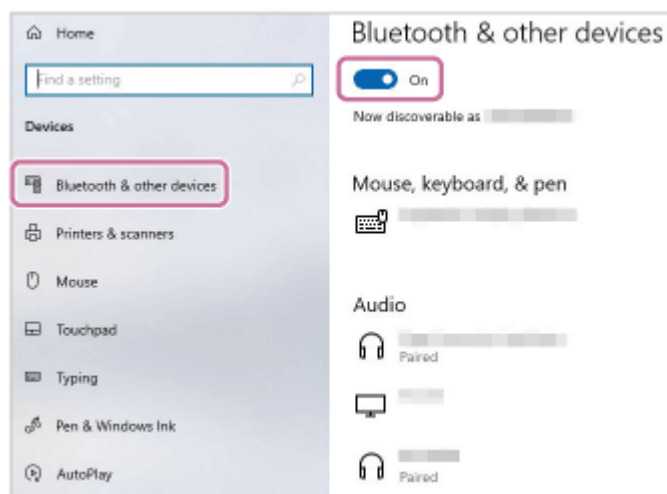 Home
Find a setting
Devices
Bluetooth & other devices
Printers & scanners
Mouse
Touchpad
Typing
Pen & Windows Ink
AutoPlay
Bluetooth & other devices
On
Now discoverable as
Mouse, keyboard, & pen
Audio
Paired
Paired